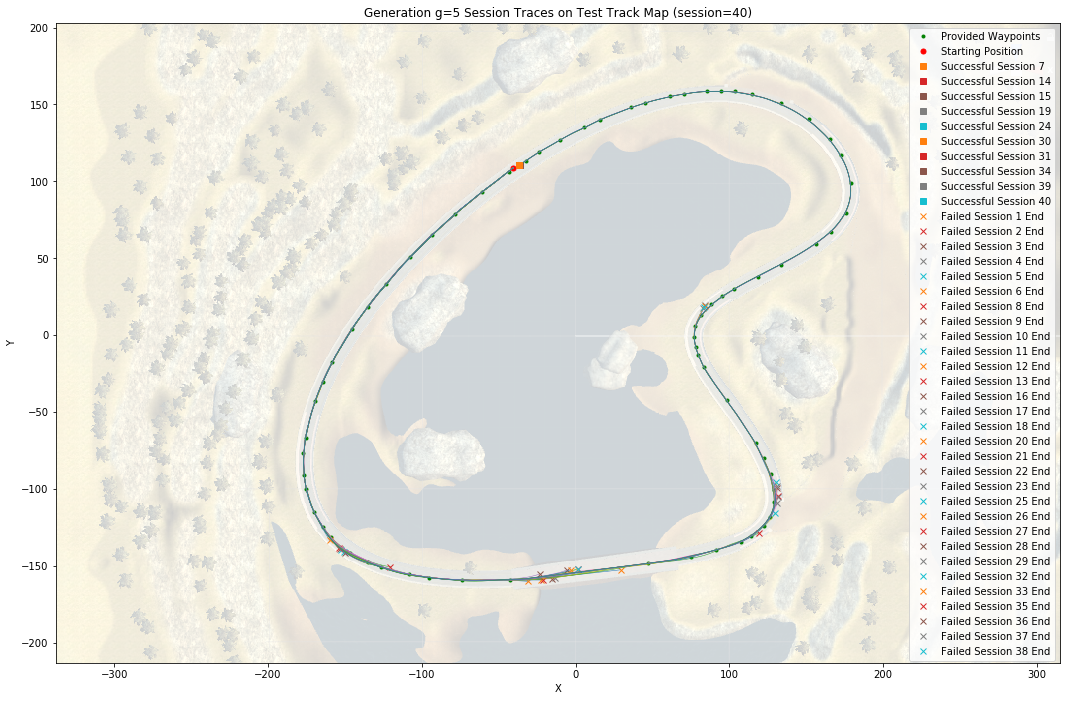 Generation g=5 Session Traces on Test Track Map (session=40)
200
150
100
50
0
−50
−100
−150
−200
Y
−300
−200
−100
0
100
200
300
X
Provided Waypoints
Starting Position
Successful Session 7
Successful Session 14
Successful Session 15
Successful Session 19
Successful Session 24
Successful Session 30
Successful Session 31
Successful Session 34
Successful Session 39
Successful Session 40
Failed Session 1 End
Failed Session 2 End
Failed Session 3 End
Failed Session 4 End
Failed Session 5 End
Failed Session 6 End
Failed Session 8 End
Failed Session 9 End
Failed Session 10 End
Failed Session 11 End
Failed Session 12 End
Failed Session 13 End
Failed Session 16 End
Failed Session 17 End
Failed Session 18 End
Failed Session 20 End
Failed Session 21 End
Failed Session 22 End
Failed Session 23 End
Failed Session 25 End
Failed Session 26 End
Failed Session 27 End
Failed Session 28 End
Failed Session 29 End
Failed Session 32 End
Failed Session 33 End
Failed Session 35 End
Failed Session 36 End
Failed Session 37 End
Failed Session 38 End